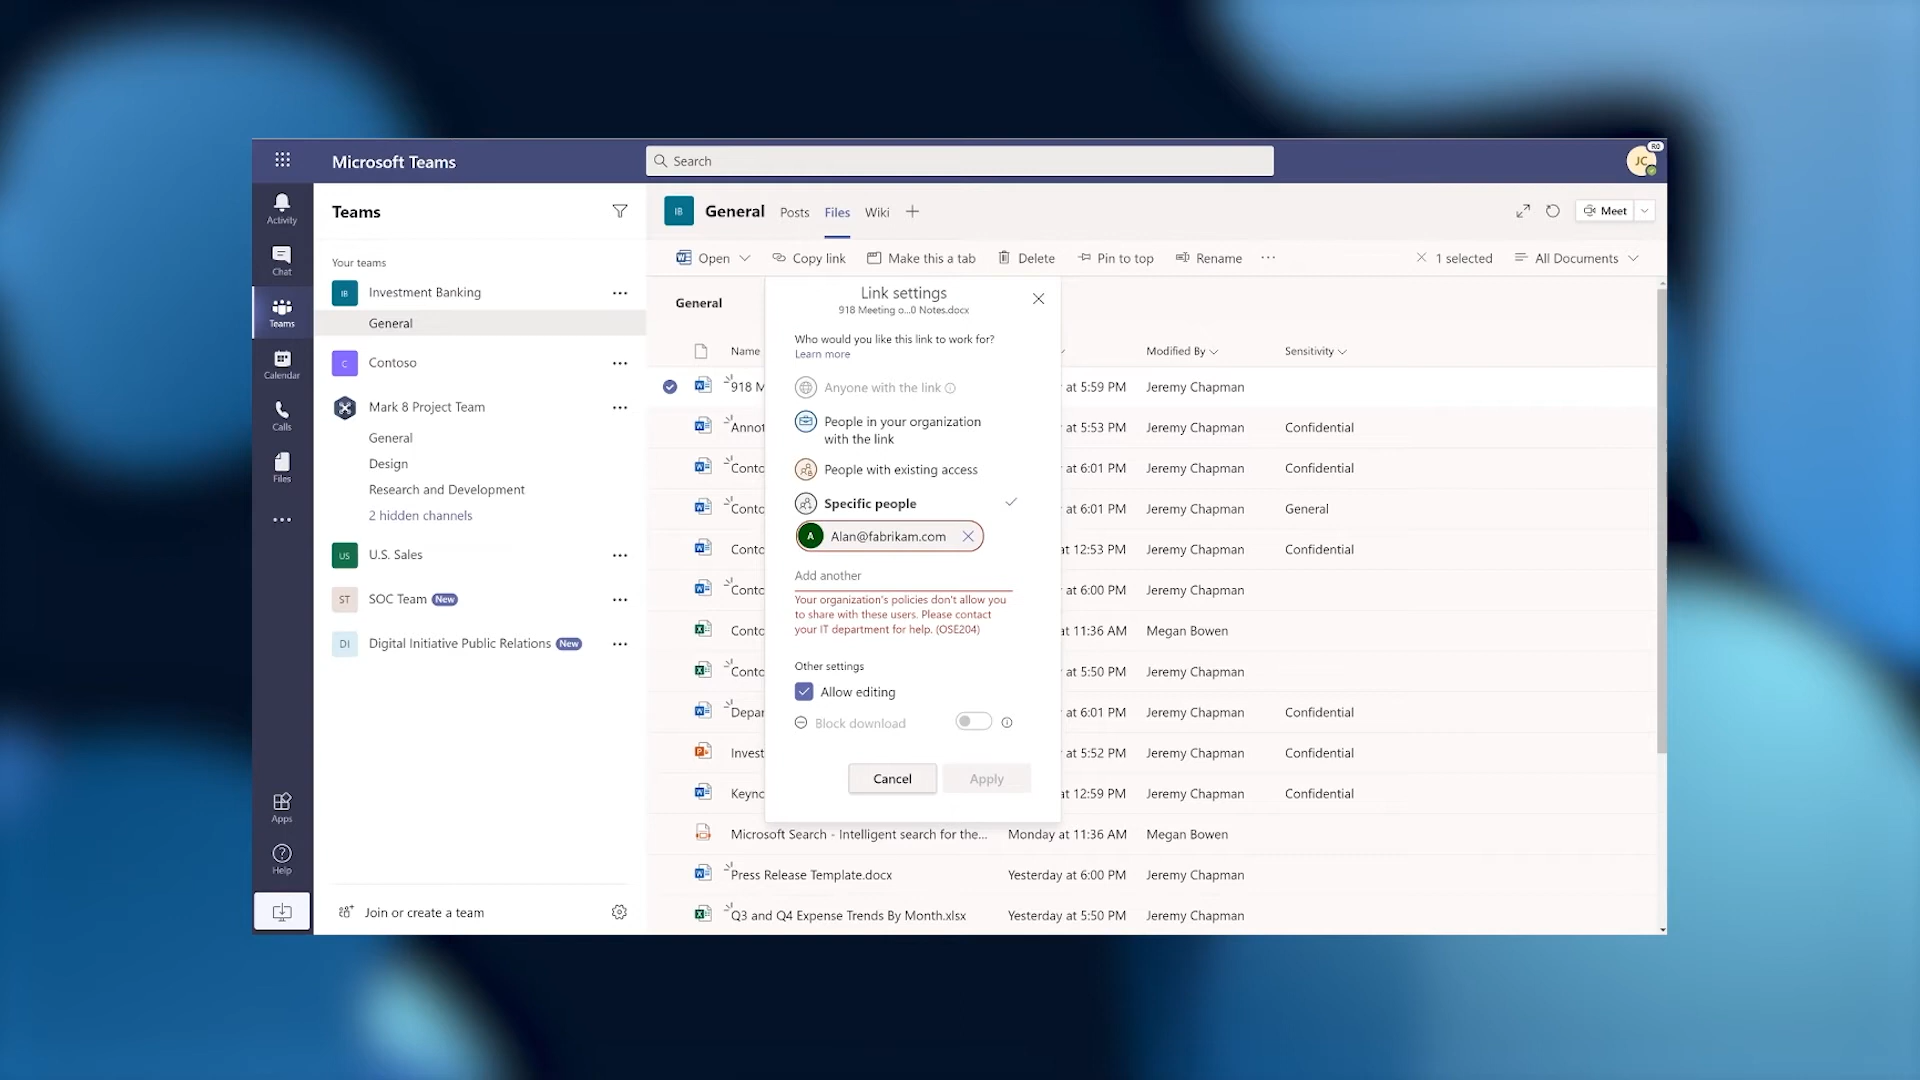 Microsoft Teams
Search
JC
RO
Activity
Chat
Teams
Calendar
Calls
Files
Apps
Help
Teams
Your teams
IB Investment Banking
General
C Contoso
Mark 8 Project Team
General
Design
Research and Development
2 hidden channels
US U.S. Sales
ST SOC Team New
DI Digital Initiative Public Relations New
Join or create a team
IB General Posts Files Wiki
Meet
Open Copy link Make this a tab Delete Pin to top Rename 1 selected All Documents
General
Name Modified By Sensitivity
918 M at 5:59 PM Jeremy Chapman
Annot at 5:53 PM Jeremy Chapman Confidential
Conto at 6:01 PM Jeremy Chapman Confidential
Conto at 6:01 PM Jeremy Chapman General
Conto at 12:53 PM Jeremy Chapman Confidential
Conto at 6:00 PM Jeremy Chapman
Conto at 11:36 AM Megan Bowen
Conto at 5:50 PM Jeremy Chapman
Depar at 6:01 PM Jeremy Chapman Confidential
Invest at 5:52 PM Jeremy Chapman Confidential
Keyno at 12:59 PM Jeremy Chapman Confidential
Microsoft Search - Intelligent search for the... Monday at 11:36 AM Megan Bowen
Press Release Template.docx Yesterday at 6:00 PM Jeremy Chapman
Q3 and Q4 Expense Trends By Month.xlsx Yesterday at 5:50 PM Jeremy Chapman
Link settings
918 Meeting o...0 Notes.docx
Who would you like this link to work for?
Learn more
Anyone with the link
People in your organization
with the link
People with existing access
Specific people
A Alan@fabrikam.com
Add another
Your organization's policies don't allow you
to share with these users. Please contact
your IT department for help. (OSE204)
Other settings
Allow editing
Block download
Cancel Apply